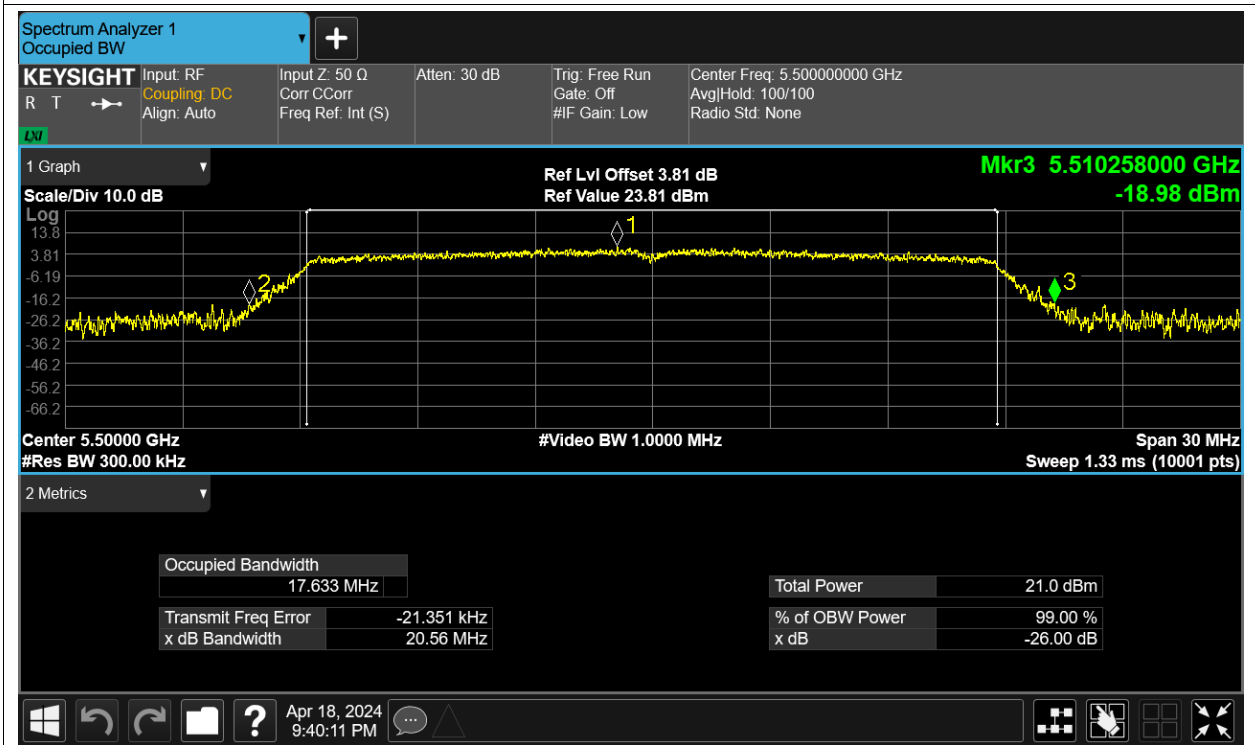 Spectrum Analyzer 1
Occupied BW
▼
+
KEYSIGHT Input: RF Input Z: 50 Ω Atten: 30 dB Trig: Free Run Center Freq: 5.500000000 GHz
R T Coupling: DC Corr CCorr Gate: Off Avg|Hold: 100/100
Align: Auto Freq Ref: Int (S) #IF Gain: Low Radio Std: None
LXI
1 Graph ▼ Ref Lvl Offset 3.81 dB Mkr3 5.510258000 GHz
Scale/Div 10.0 dB Ref Value 23.81 dBm -18.98 dBm
Log
13.8
3.81
-6.19
-16.2
-26.2
-36.2
-46.2
-56.2
-66.2
1
2
3
Center 5.50000 GHz #Video BW 1.0000 MHz Span 30 MHz
#Res BW 300.00 kHz Sweep 1.33 ms (10001 pts)
2 Metrics ▼
Occupied Bandwidth
17.633 MHz Total Power 21.0 dBm
Transmit Freq Error -21.351 kHz % of OBW Power 99.00 %
x dB Bandwidth 20.56 MHz x dB -26.00 dB
? Apr 18, 2024
9:40:11 PM